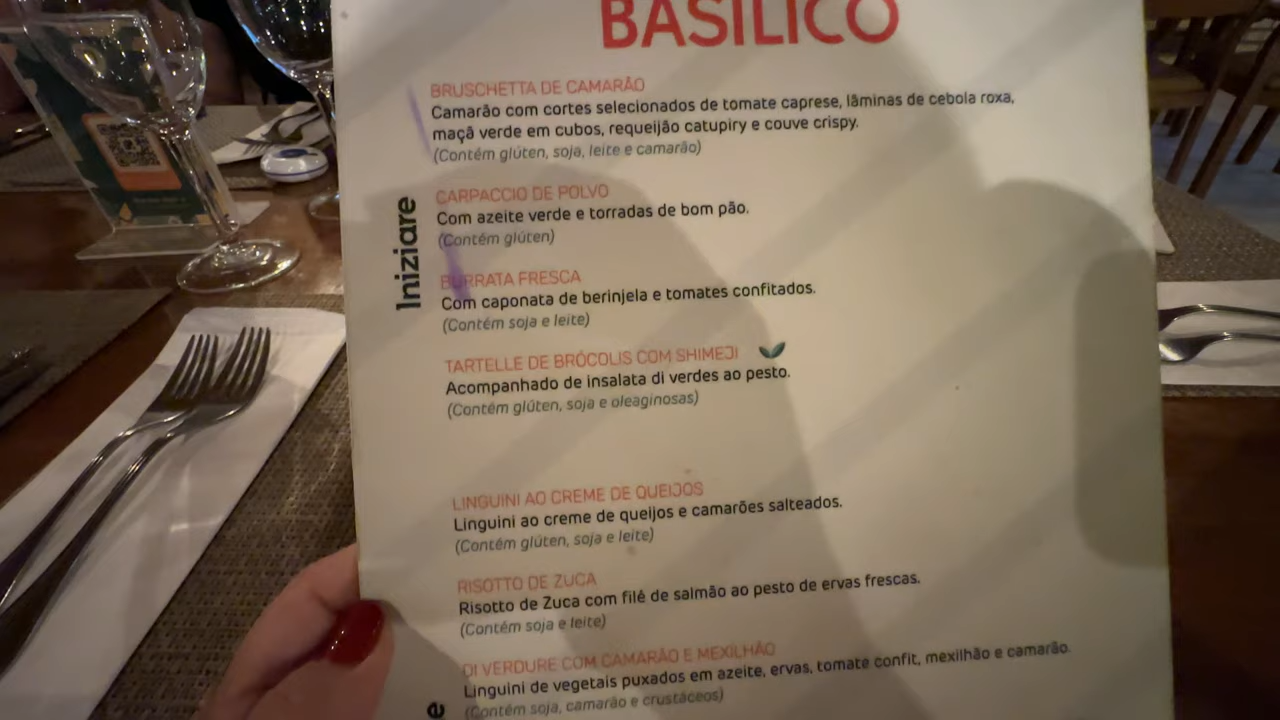 BASILICO
BRUSCHETTA DE CAMARÃO
Camarão com cortes selecionados de tomate caprese, lâminas de cebola roxa,
maçã verde em cubos, requeijão catupiry e couve crispy.
(Contém glúten, soja, leite e camarão)
Iniziare
CARPACCIO DE POLVO
Com azeite verde e torradas de bom pão.
(Contém glúten)
BURRATA FRESCA
Com caponata de berinjela e tomates confitados.
(Contém soja e leite)
TARTELLE DE BRÓCOLIS COM SHIMEJI
Acompanhado de insalata di verdes ao pesto.
(Contém glúten, soja e oleaginosas)
LINGUINI AO CREME DE QUEIJOS
Linguini ao creme de queijos e camarões salteados.
(Contém glúten, soja e leite)
RISOTTO DE ZUCA
Risotto de Zuca com filé de salmão ao pesto de ervas frescas.
(Contém soja e leite)
DI VERDURE COM CAMARÃO E MEXILHÃO
Linguini de vegetais puxados em azeite, ervas, tomate confit, mexilhão e camarão.
(Contém soja, camarão e crustáceos)